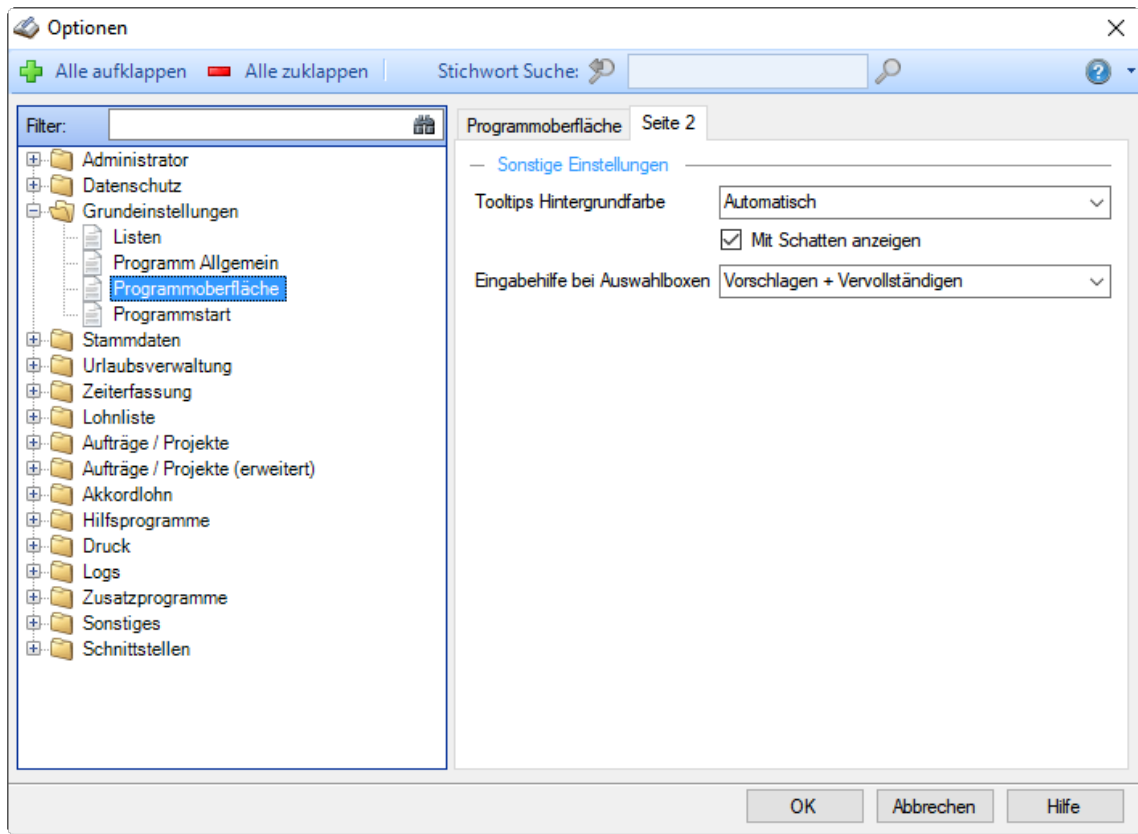 Optionen
Alle aufklappen Alle zuklappen Stichwort Suche:
Filter:
Administrator
Datenschutz
Grundeinstellungen
Listen
Programm Allgemein
Programmoberfläche
Programmstart
Stammdaten
Urlaubsverwaltung
Zeiterfassung
Lohnliste
Aufträge / Projekte
Aufträge / Projekte (erweitert)
Akkordlohn
Hilfsprogramme
Druck
Logs
Zusatzprogramme
Sonstiges
Schnittstellen
Programmoberfläche Seite 2
Sonstige Einstellungen
Tooltips Hintergrundfarbe Automatisch
Mit Schatten anzeigen
Eingabehilfe bei Auswahlboxen Vorschlagen + Vervollständigen
OK Abbrechen Hilfe